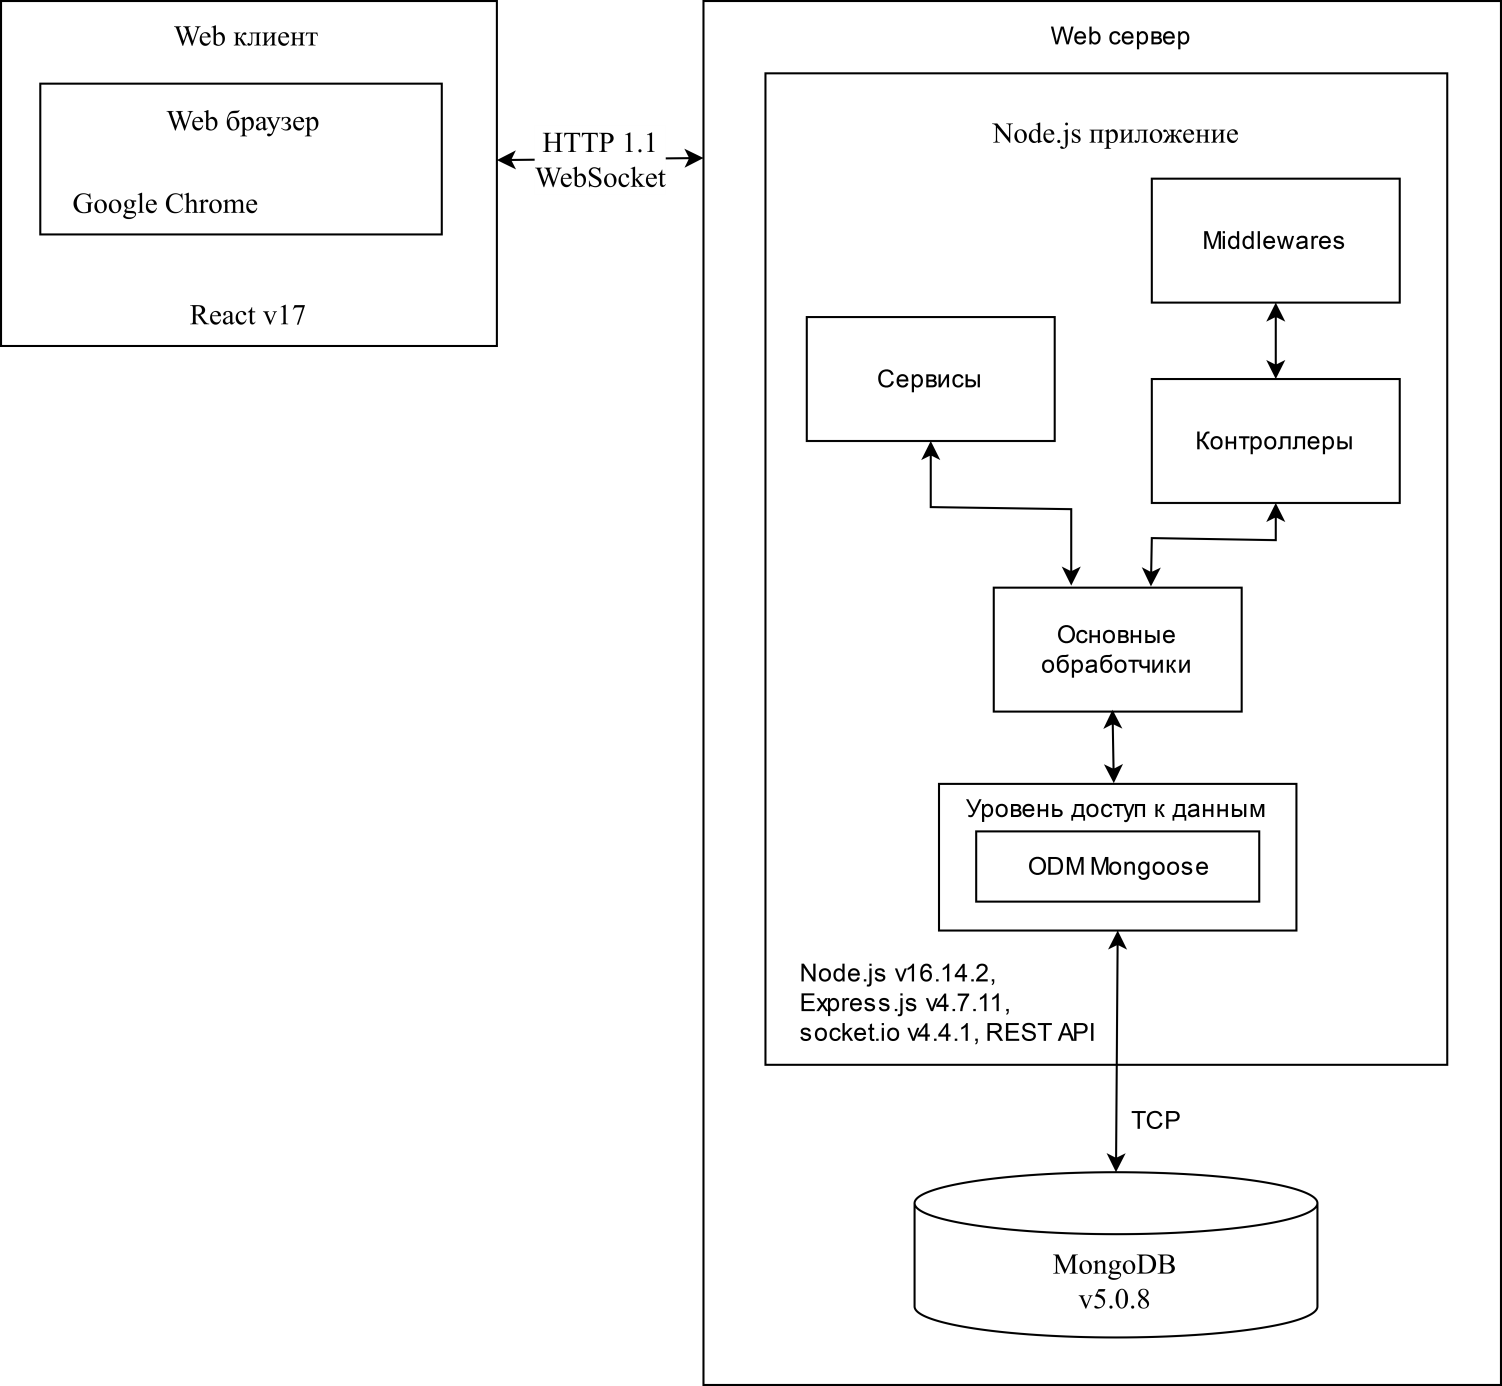 Web клиент
Web браузер
Google Chrome
React v17
HTTP 1.1
WebSocket
Web сервер
Node.js приложение
Middlewares
Сервисы
Контроллеры
Основные
обработчики
Уровень доступ к данным
ODM Mongoose
Node.js v16.14.2,
Express.js v4.7.11,
socket.io v4.4.1, REST API
TCP
MongoDB
v5.0.8